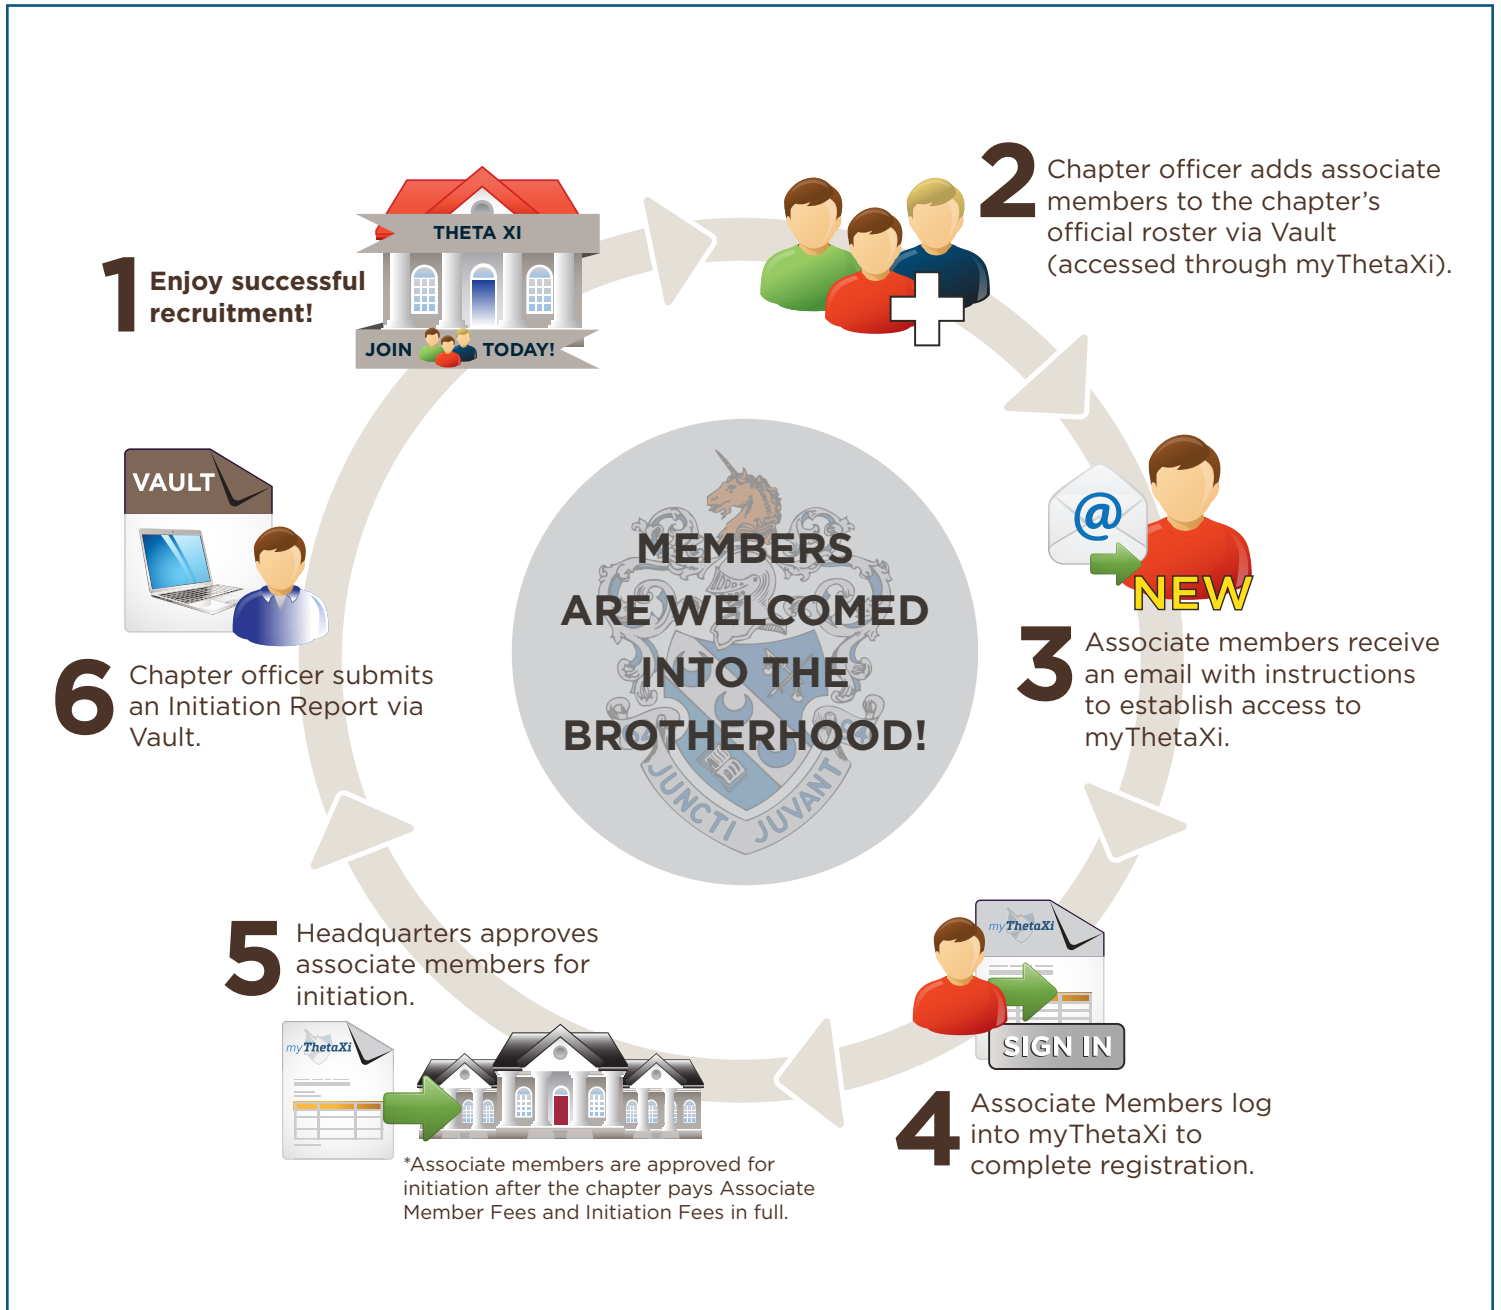 THETA XI
JOIN TODAY!
1
Enjoy successful
recruitment!
2
Chapter officer adds associate
members to the chapter's
official roster via Vault
(accessed through myThetaXi).
@
NEW
3
Associate members receive
an email with instructions
to establish access to
myThetaXi.
myThetaXi
SIGN IN
4
Associate Members log
into myThetaXi to
complete registration.
5
Headquarters approves
associate members for
initiation.
myThetaXi
*Associate members are approved for
initiation after the chapter pays Associate
Member Fees and Initiation Fees in full.
VAULT
6
Chapter officer submits
an Initiation Report via
Vault.
MEMBERS
ARE WELCOMED
INTO THE
BROTHERHOOD!
JUNCTI JUVANT